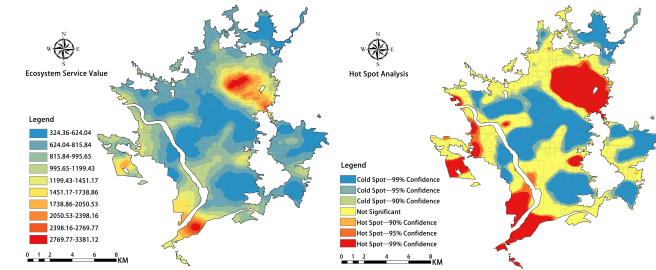 N
W E
S
Ecosystem Service Value
Legend
324.36-624.04
624.04-815.84
815.84-995.65
995.65-1199.43
1199.43-1451.17
1451.17-1738.86
1738.86-2050.53
2050.53-2398.16
2398.16-2769.77
2769.77-3381.12
0 2 4 6 8
KM
N
W E
S
Hot Spot Analysis
Legend
Cold Spot—99% Confidence
Cold Spot—95% Confidence
Cold Spot—90% Confidence
Not Significant
Hot Spot—90% Confidence
Hot Spot—95% Confidence
Hot Spot—99% Confidence
0 2 4 6 8
KM